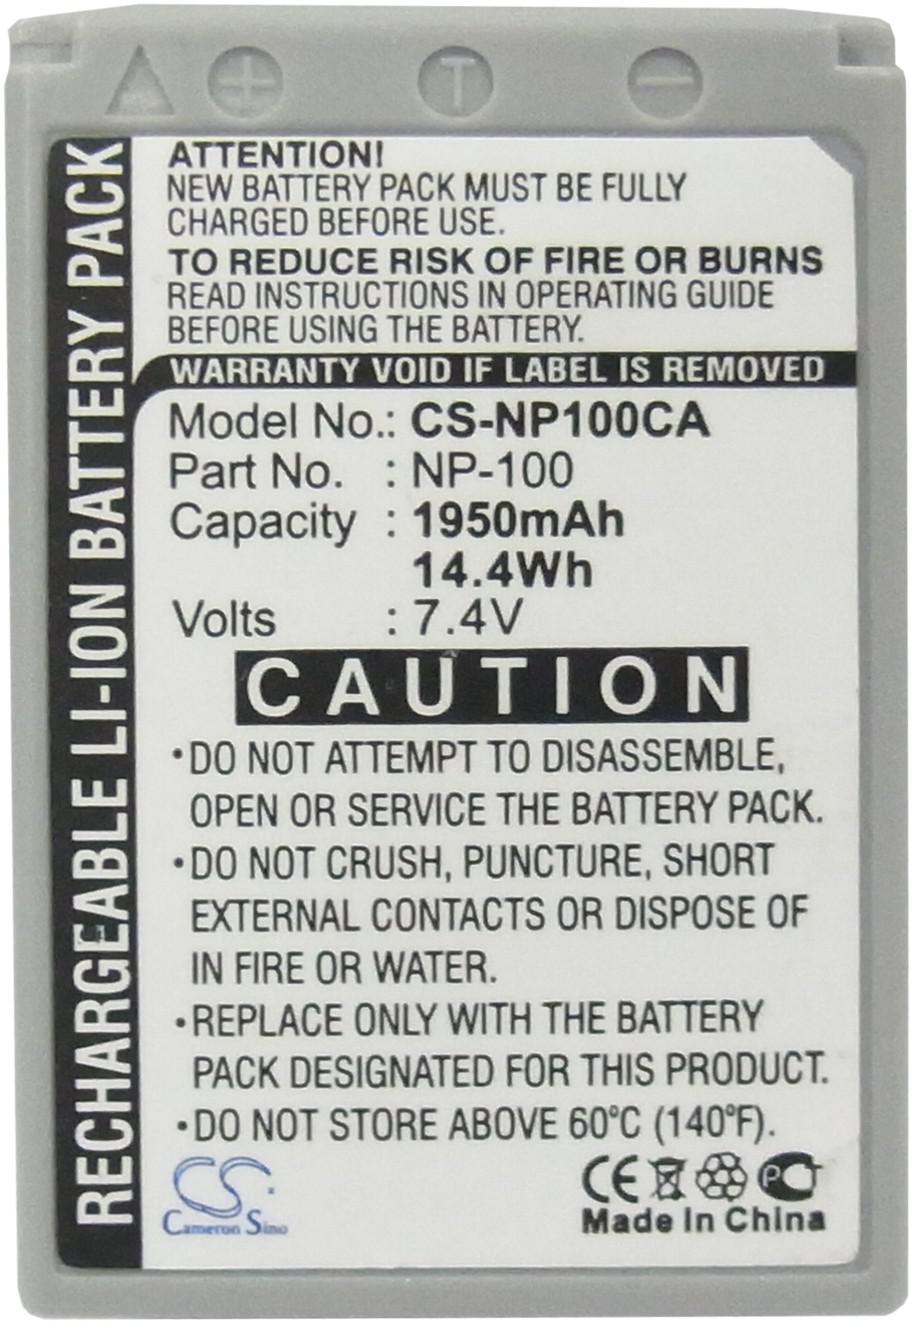 + T −
RECHARGEABLE LI-ION BATTERY PACK
ATTENTION!
NEW BATTERY PACK MUST BE FULLY
CHARGED BEFORE USE.
TO REDUCE RISK OF FIRE OR BURNS
READ INSTRUCTIONS IN OPERATING GUIDE
BEFORE USING THE BATTERY.
WARRANTY VOID IF LABEL IS REMOVED
Model No.: CS-NP100CA
Part No. : NP-100
Capacity : 1950mAh
14.4Wh
Volts : 7.4V
CAUTION
•DO NOT ATTEMPT TO DISASSEMBLE,
OPEN OR SERVICE THE BATTERY PACK.
•DO NOT CRUSH, PUNCTURE, SHORT
EXTERNAL CONTACTS OR DISPOSE OF
IN FIRE OR WATER.
•REPLACE ONLY WITH THE BATTERY
PACK DESIGNATED FOR THIS PRODUCT.
•DO NOT STORE ABOVE 60°C (140°F).
CS
Cameron Sino
CE PC
Made In China